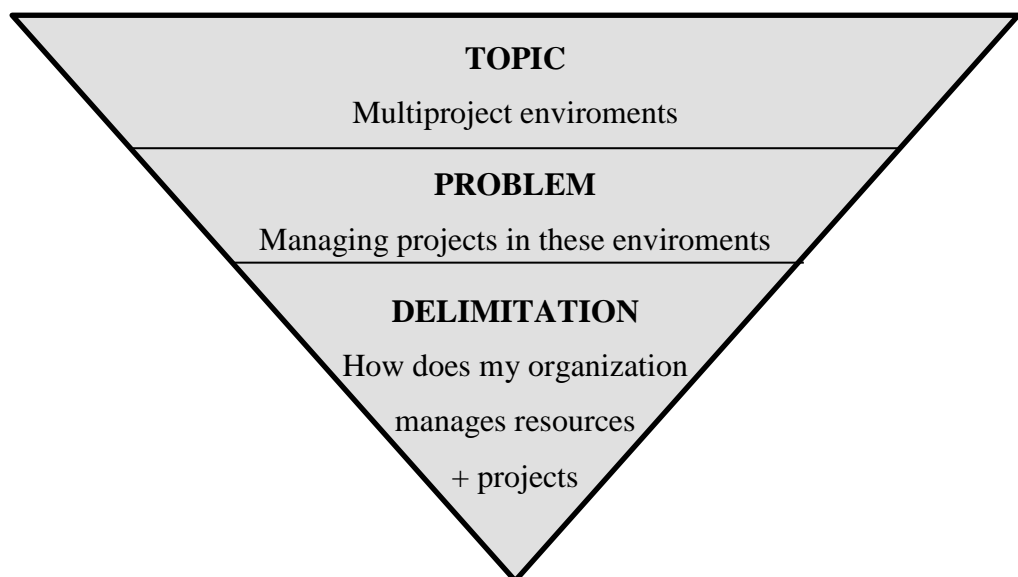 TOPIC
Multiproject enviroments
PROBLEM
Managing projects in these enviroments
DELIMITATION
How does my organization
manages resources
+ projects